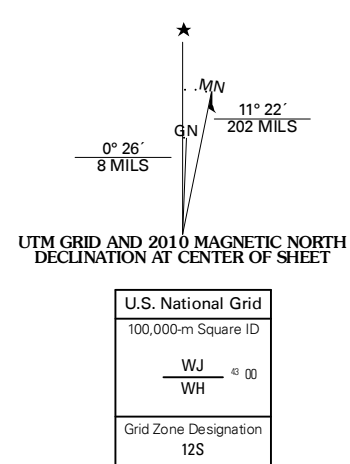 ★
MN
11° 22´
202 MILS
GN
0° 26´
8 MILS
UTM GRID AND 2010 MAGNETIC NORTH
DECLINATION AT CENTER OF SHEET
U.S. National Grid
100,000-m Square ID
WJ
43 00
WH
Grid Zone Designation
12S